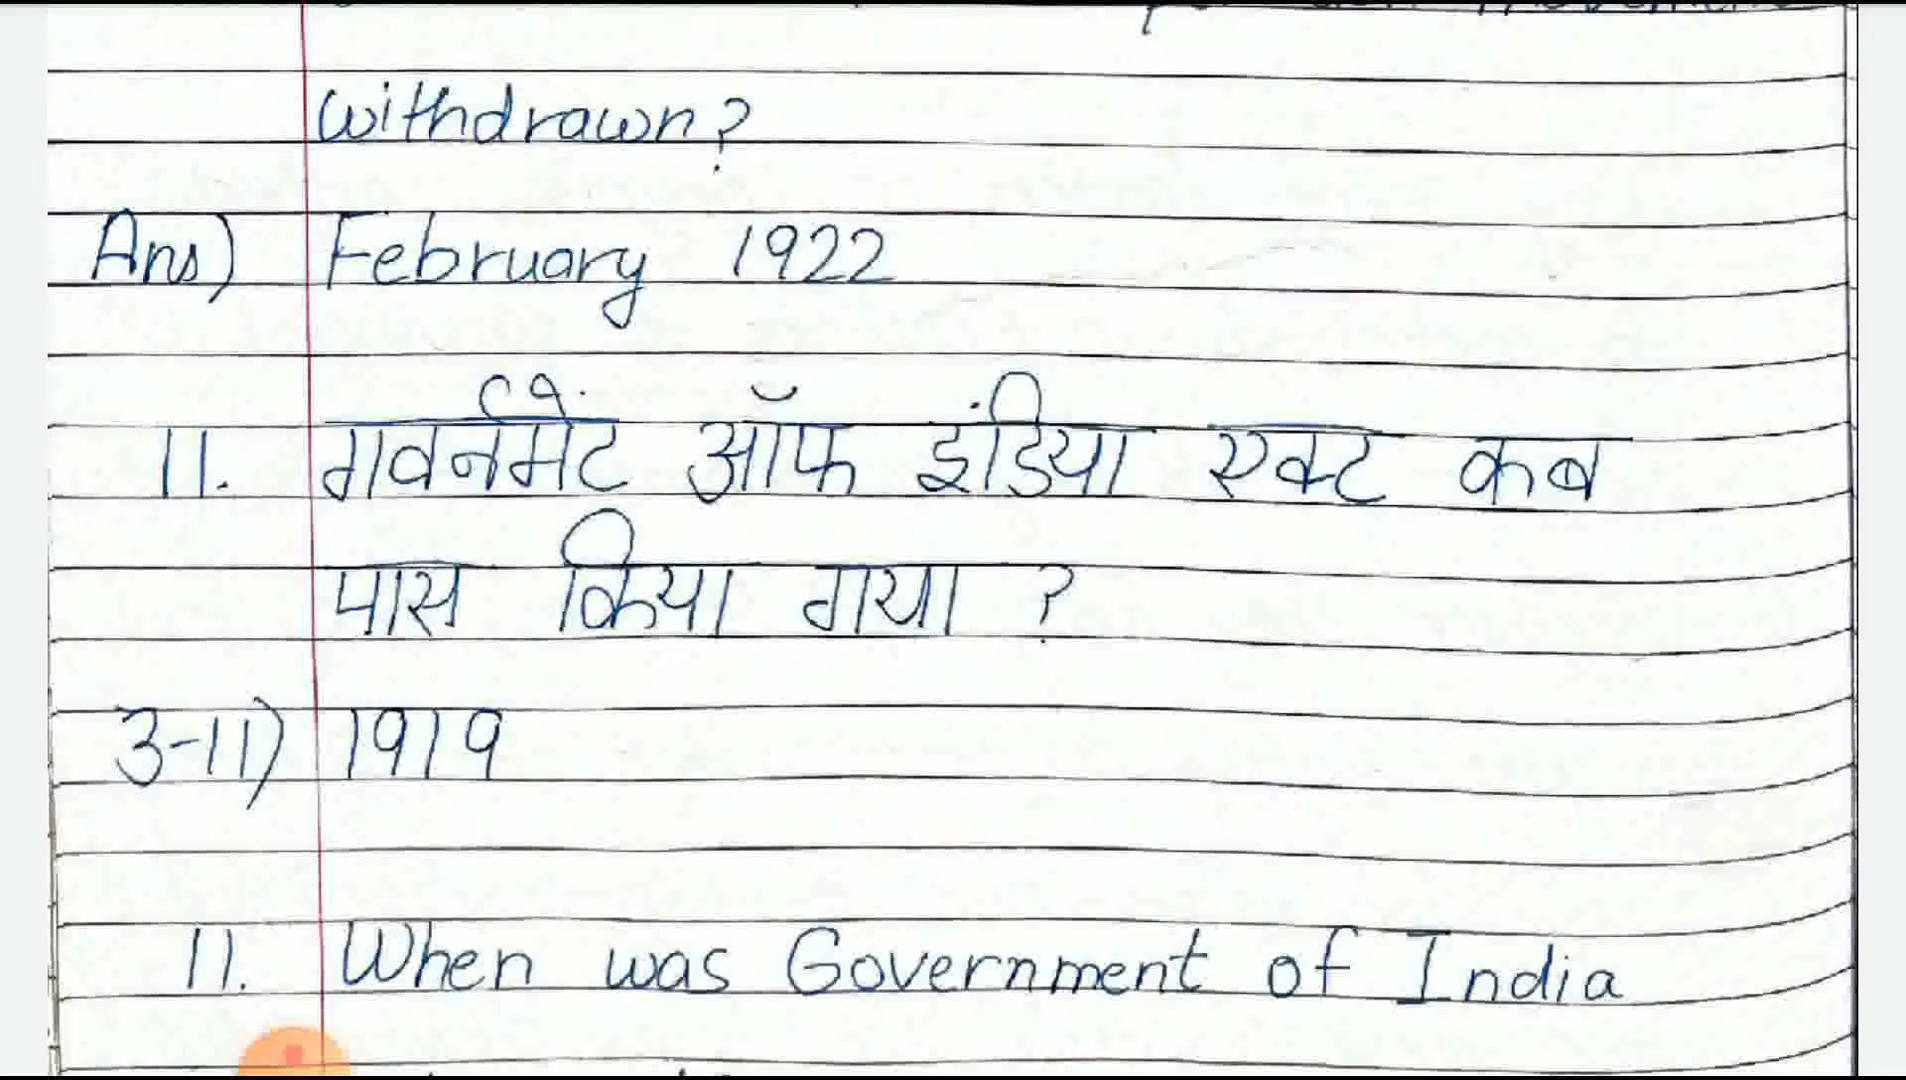 withdrawn?
Ans) February 1922
11. गवर्नमेंट ऑफ इंडिया एक्ट कब
पास किया गया ?
उ-11) 1919
11. When was Government of India